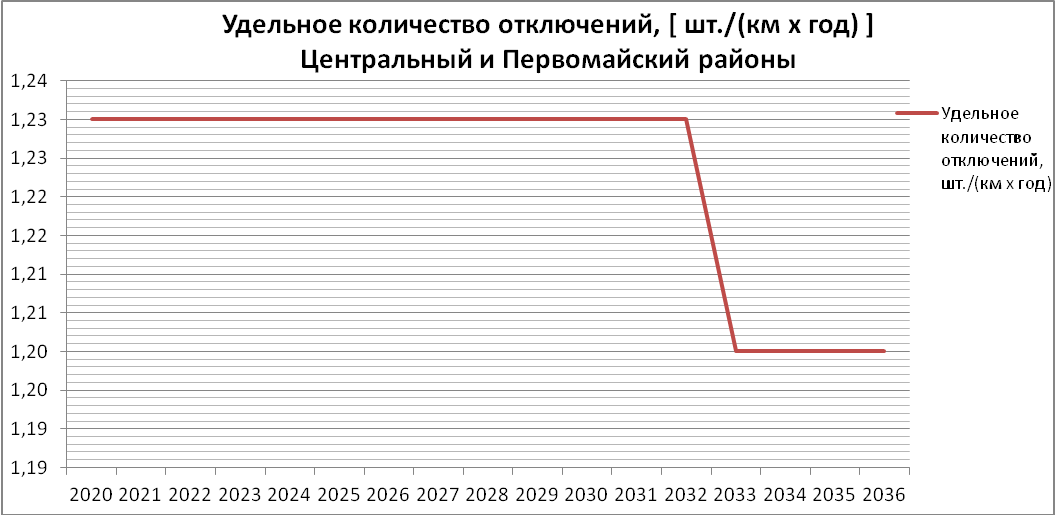 Удельное количество отключений, [ шт./(км х год) ]
Центральный и Первомайский районы
1,24
1,23
1,23
1,22
1,22
1,21
1,21
1,20
1,20
1,19
1,19
2020 2021 2022 2023 2024 2025 2026 2027 2028 2029 2030 2031 2032 2033 2034 2035 2036
Удельное
количество
отключений,
шт./(км х год)